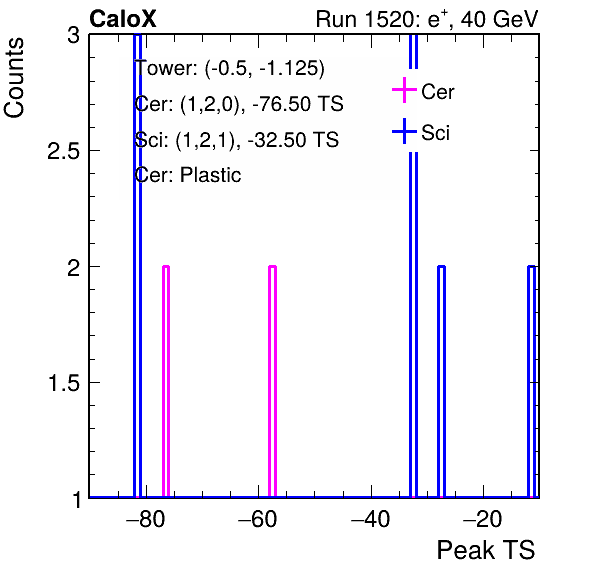 CaloX Run 1520: e+, 40 GeV
Counts
3
2.5
2
1.5
1
Tower: (-0.5, -1.125)
Cer: (1,2,0), -76.50 TS
Sci: (1,2,1), -32.50 TS
Cer: Plastic
Cer
Sci
−80 −60 −40 −20
Peak TS